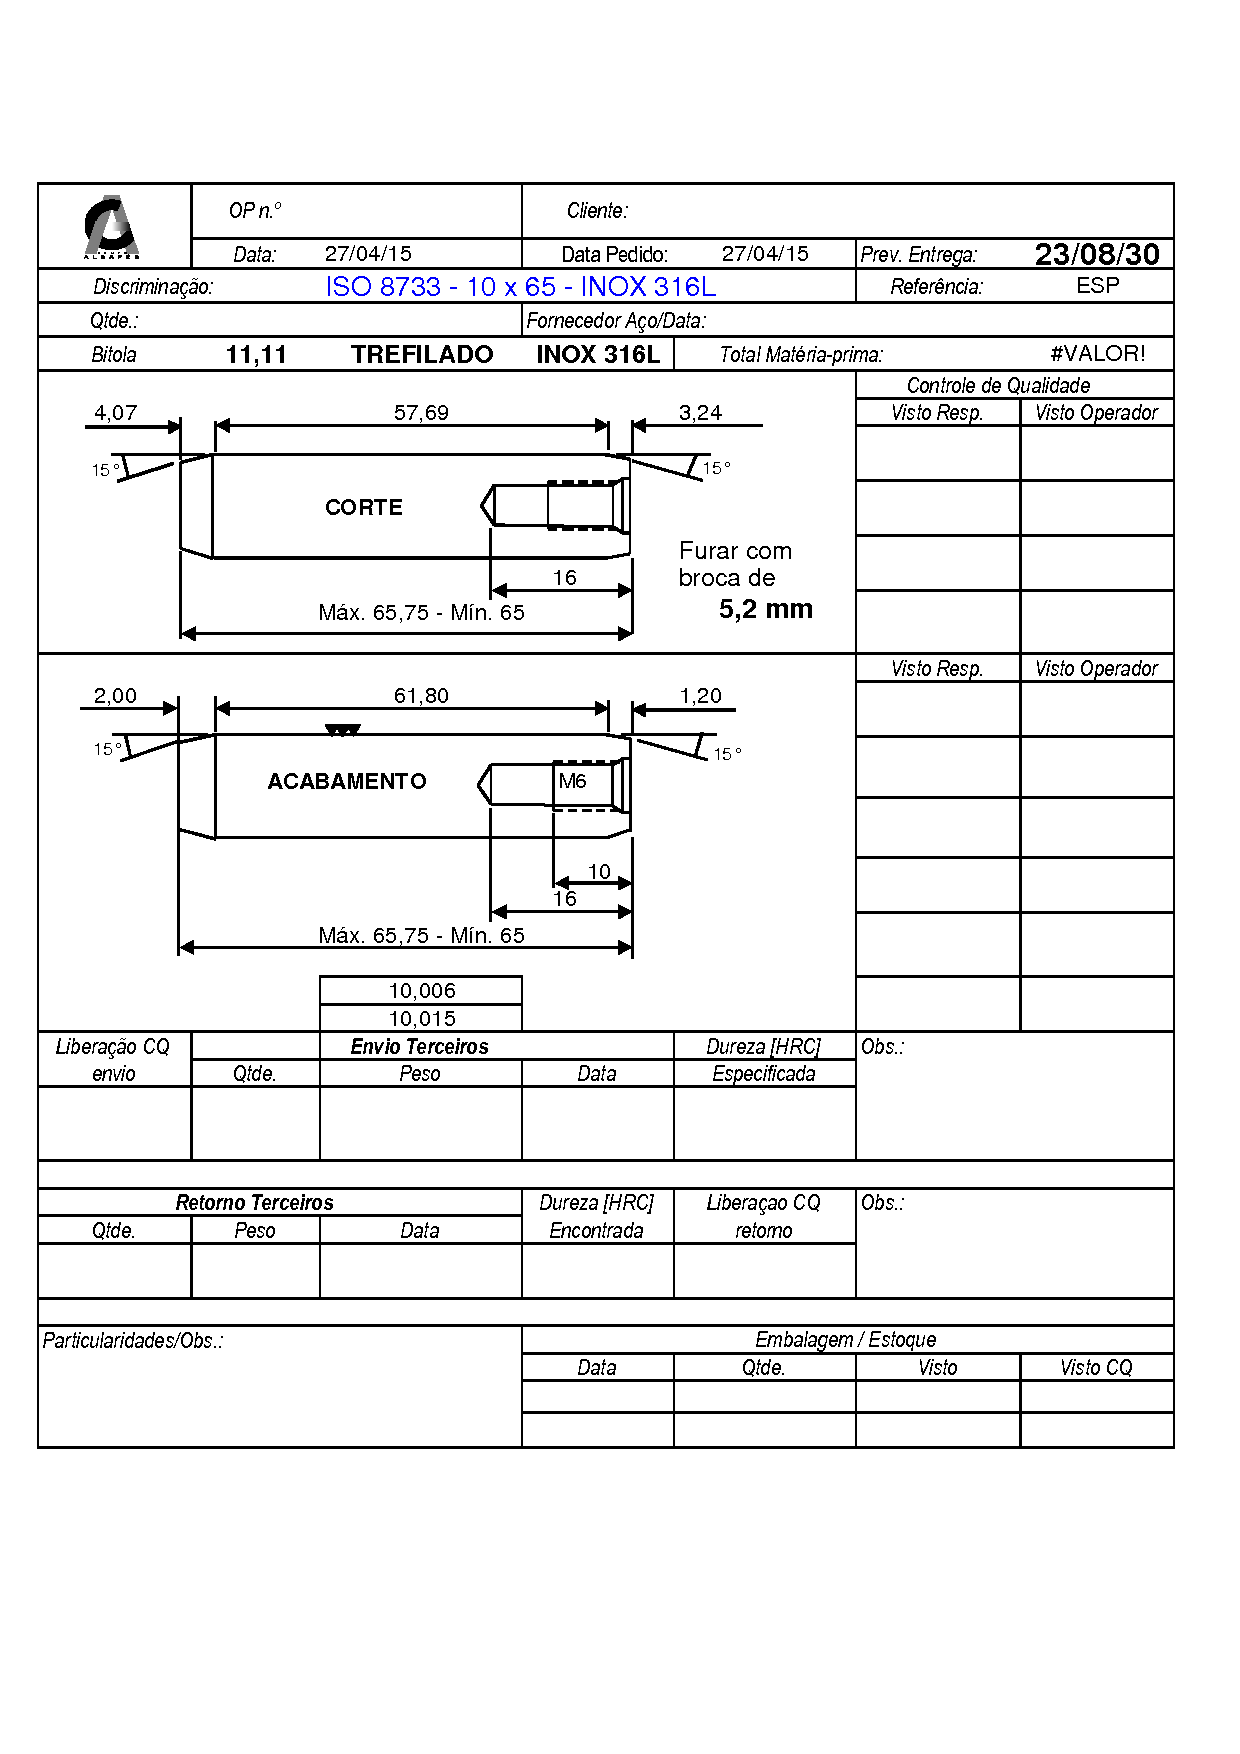 ALBAPES
OP n.º
Cliente:
Data: 27/04/15
Data Pedido: 27/04/15
Prev. Entrega: 23/08/30
Discriminação: ISO 8733 - 10 x 65 - INOX 316L
Referência: ESP
Qtde.:
Fornecedor Aço/Data:
Bitola 11,11 TREFILADO INOX 316L
Total Matéria-prima: #VALOR!
Controle de Qualidade
Visto Resp. Visto Operador
4,07 57,69 3,24
15° 15°
CORTE
Furar com
broca de
5,2 mm
16
Máx. 65,75 - Mín. 65
Visto Resp. Visto Operador
2,00 61,80 1,20
15° 15°
ACABAMENTO M6
10
16
Máx. 65,75 - Mín. 65
10,006
10,015
Liberação CQ
envio
Envio Terceiros
Qtde. Peso Data
Dureza [HRC]
Especificada
Obs.:
Retorno Terceiros
Qtde. Peso Data
Dureza [HRC]
Encontrada
Liberaçao CQ
retorno
Obs.:
Particularidades/Obs.:
Embalagem / Estoque
Data Qtde. Visto Visto CQ